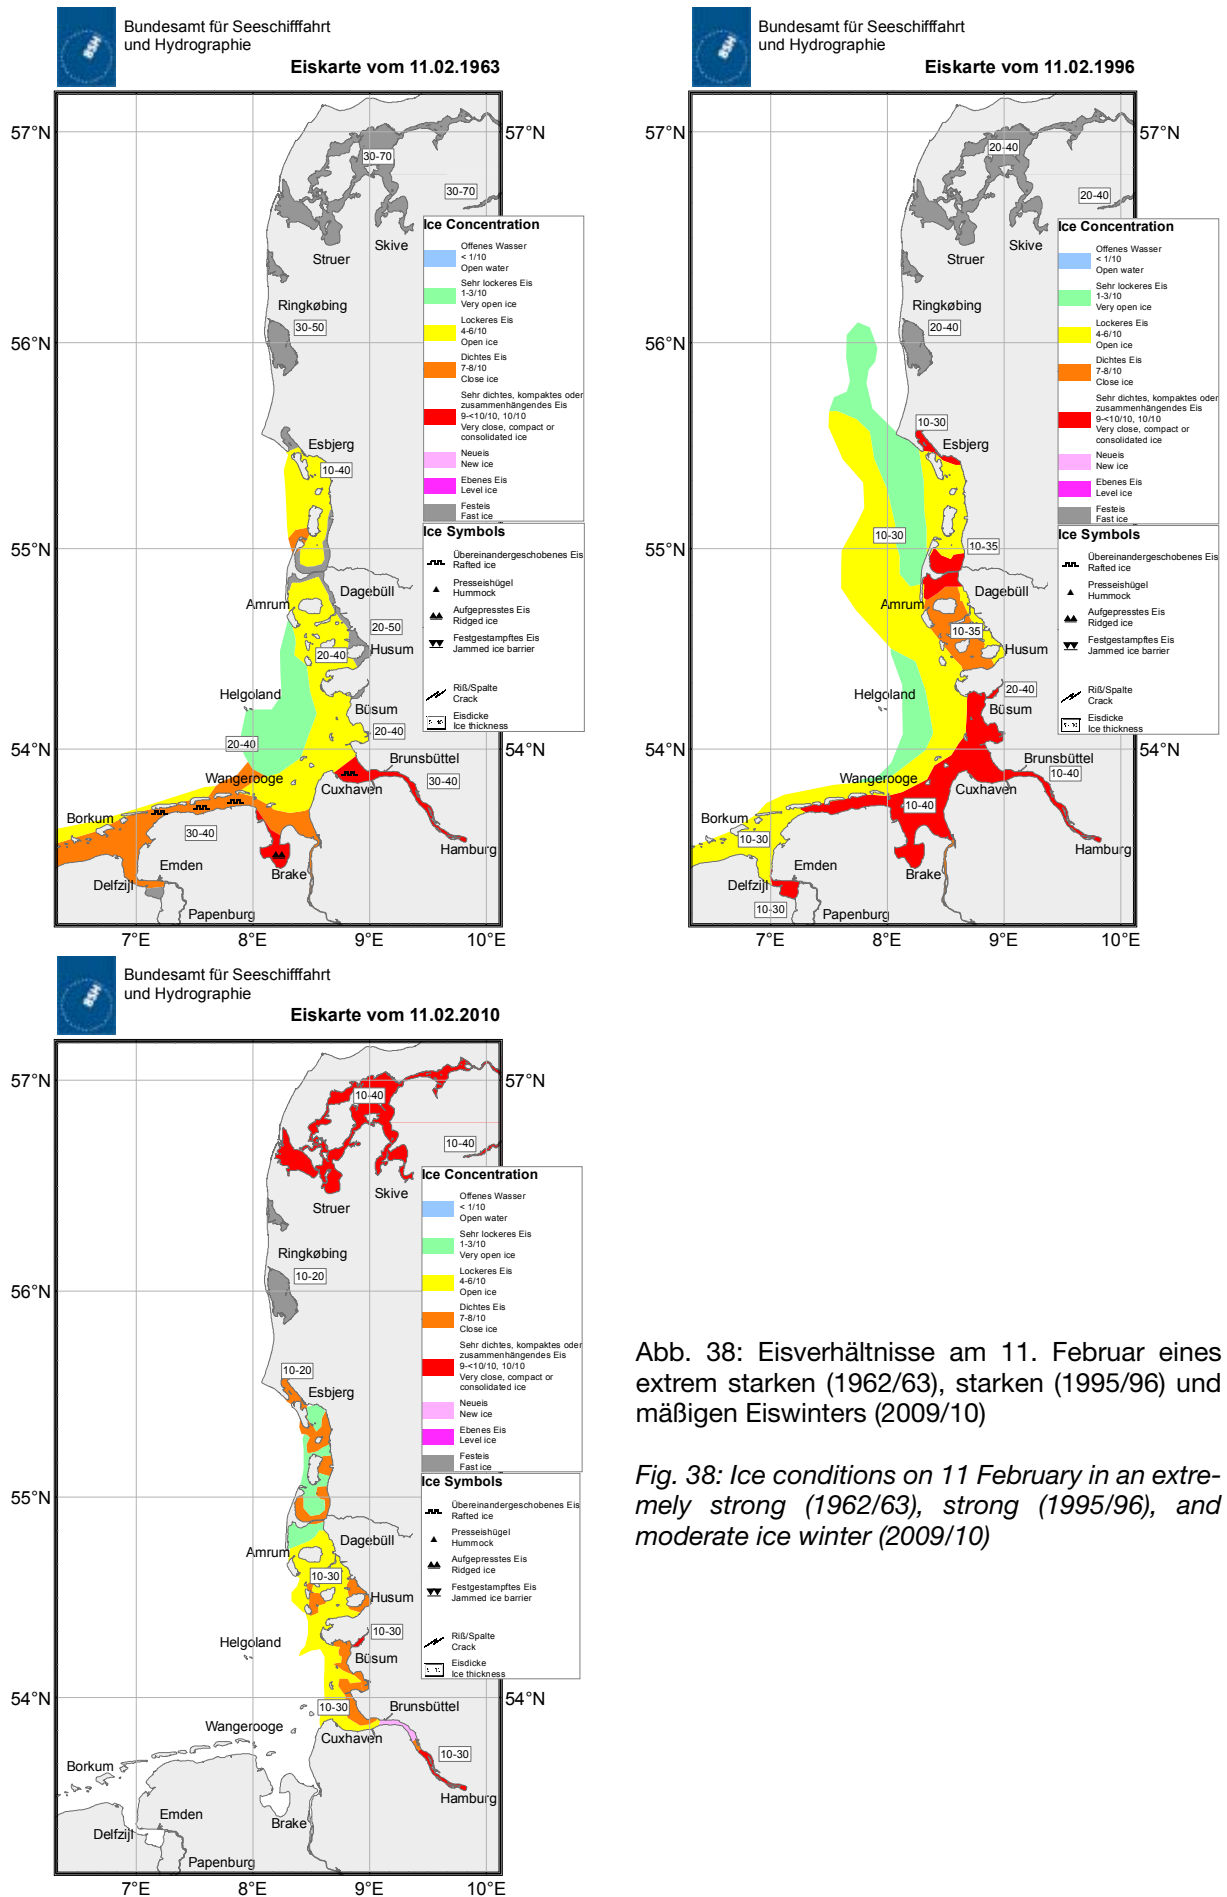 Bundesamt für Seeschifffahrt
und Hydrographie
Eiskarte vom 11.02.1963
57°N
57°N
56°N
55°N
54°N
54°N
7°E
8°E
9°E
10°E
30-70
30-70
Skive
Struer
Ringkøbing
30-50
Esbjerg
10-40
Dagebüll
Amrum
20-50
Husum
20-40
Helgoland
Büsum
20-40
20-40
Brunsbüttel
Wangerooge
30-40
Cuxhaven
Borkum
30-40
Hamburg
Emden
Brake
Delfzijl
Papenburg
Ice Concentration
Offenes Wasser
< 1/10
Open water
Sehr lockeres Eis
1-3/10
Very open ice
Lockeres Eis
4-6/10
Open ice
Dichtes Eis
7-8/10
Close ice
Sehr dichtes, kompaktes oder
zusammenhängendes Eis
9-<10/10, 10/10
Very close, compact or
consolidated ice
Neueis
New ice
Ebenes Eis
Level ice
Festeis
Fast ice
Ice Symbols
Übereinandergeschobenes Eis
Rafted ice
Presseishügel
Hummock
Aufgepresstes Eis
Ridged ice
Festgestampftes Eis
Jammed ice barrier
Riß/Spalte
Crack
Eisdicke
Ice thickness
Bundesamt für Seeschifffahrt
und Hydrographie
Eiskarte vom 11.02.1996
57°N
57°N
56°N
55°N
54°N
54°N
7°E
8°E
9°E
10°E
20-40
20-40
Skive
Struer
Ringkøbing
20-40
10-30
Esbjerg
10-30
10-35
Dagebüll
Amrum
10-35
Husum
20-40
Helgoland
Büsum
Brunsbüttel
Wangerooge
10-40
Cuxhaven
10-40
Borkum
10-30
Hamburg
Emden
Brake
Delfzijl
10-30
Papenburg
Ice Concentration
Offenes Wasser
< 1/10
Open water
Sehr lockeres Eis
1-3/10
Very open ice
Lockeres Eis
4-6/10
Open ice
Dichtes Eis
7-8/10
Close ice
Sehr dichtes, kompaktes oder
zusammenhängendes Eis
9-<10/10, 10/10
Very close, compact or
consolidated ice
Neueis
New ice
Ebenes Eis
Level ice
Festeis
Fast ice
Ice Symbols
Übereinandergeschobenes Eis
Rafted ice
Presseishügel
Hummock
Aufgepresstes Eis
Ridged ice
Festgestampftes Eis
Jammed ice barrier
Riß/Spalte
Crack
Eisdicke
Ice thickness
Bundesamt für Seeschifffahrt
und Hydrographie
Eiskarte vom 11.02.2010
57°N
57°N
56°N
55°N
54°N
54°N
7°E
8°E
9°E
10°E
10-40
10-40
Skive
Struer
Ringkøbing
10-20
10-20
Esbjerg
Dagebüll
Amrum
10-30
Husum
10-30
Helgoland
Büsum
10-30
Brunsbüttel
Wangerooge
Cuxhaven
10-30
Borkum
Hamburg
Emden
Brake
Delfzijl
Papenburg
Ice Concentration
Offenes Wasser
< 1/10
Open water
Sehr lockeres Eis
1-3/10
Very open ice
Lockeres Eis
4-6/10
Open ice
Dichtes Eis
7-8/10
Close ice
Sehr dichtes, kompaktes oder
zusammenhängendes Eis
9-<10/10, 10/10
Very close, compact or
consolidated ice
Neueis
New ice
Ebenes Eis
Level ice
Festeis
Fast ice
Ice Symbols
Übereinandergeschobenes Eis
Rafted ice
Presseishügel
Hummock
Aufgepresstes Eis
Ridged ice
Festgestampftes Eis
Jammed ice barrier
Riß/Spalte
Crack
Eisdicke
Ice thickness
Abb. 38: Eisverhältnisse am 11. Februar eines
extrem starken (1962/63), starken (1995/96) und
mäßigen Eiswinters (2009/10)
Fig. 38: Ice conditions on 11 February in an extre-
mely strong (1962/63), strong (1995/96), and
moderate ice winter (2009/10)
BSH
BSH
BSH